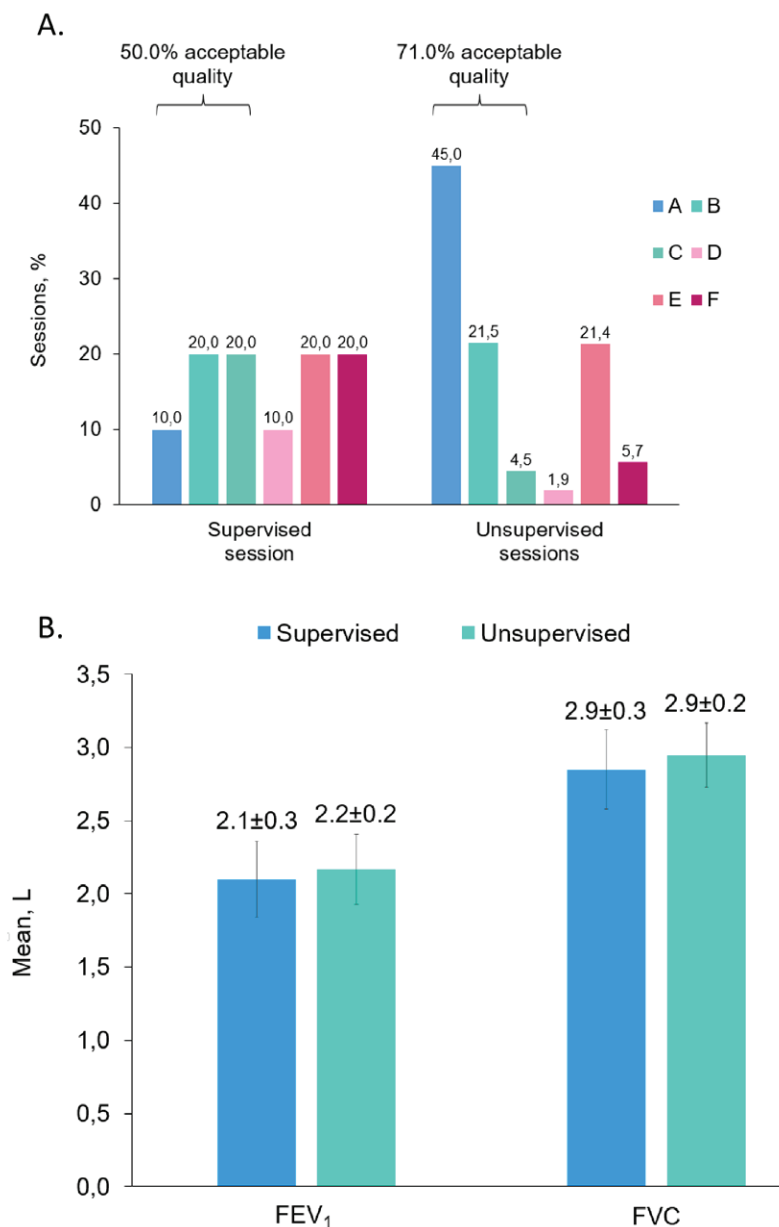 A.
50.0% acceptable
quality
71.0% acceptable
quality
Sessions, %
50
40
30
20
10
0
10,0
20,0
20,0
10,0
20,0
20,0
45,0
21,5
4,5
1,9
21,4
5,7
A B
C D
E F
Supervised
session
Unsupervised
sessions
B.
Supervised Unsupervised
Mean, L
3,5
3,0
2,5
2,0
1,5
1,0
0,5
0,0
2.1±0.3
2.2±0.2
2.9±0.3
2.9±0.2
FEV₁
FVC